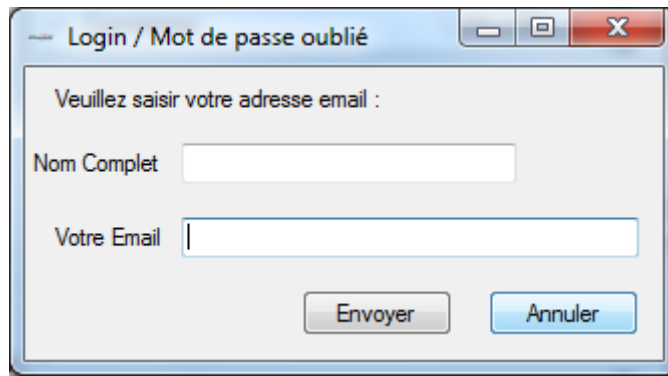 Login / Mot de passe oublié
Veuillez saisir votre adresse email :
Nom Complet
Votre Email
Envoyer
Annuler